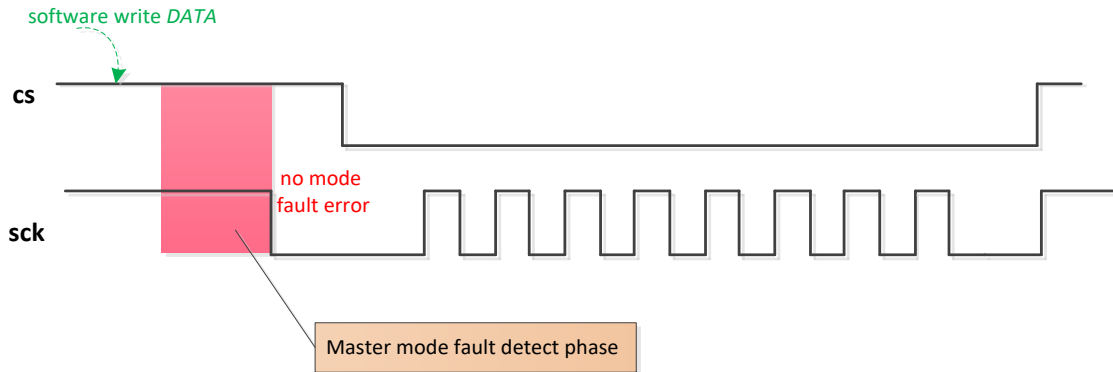 software write DATA
cs
no mode
fault error
sck
Master mode fault detect phase